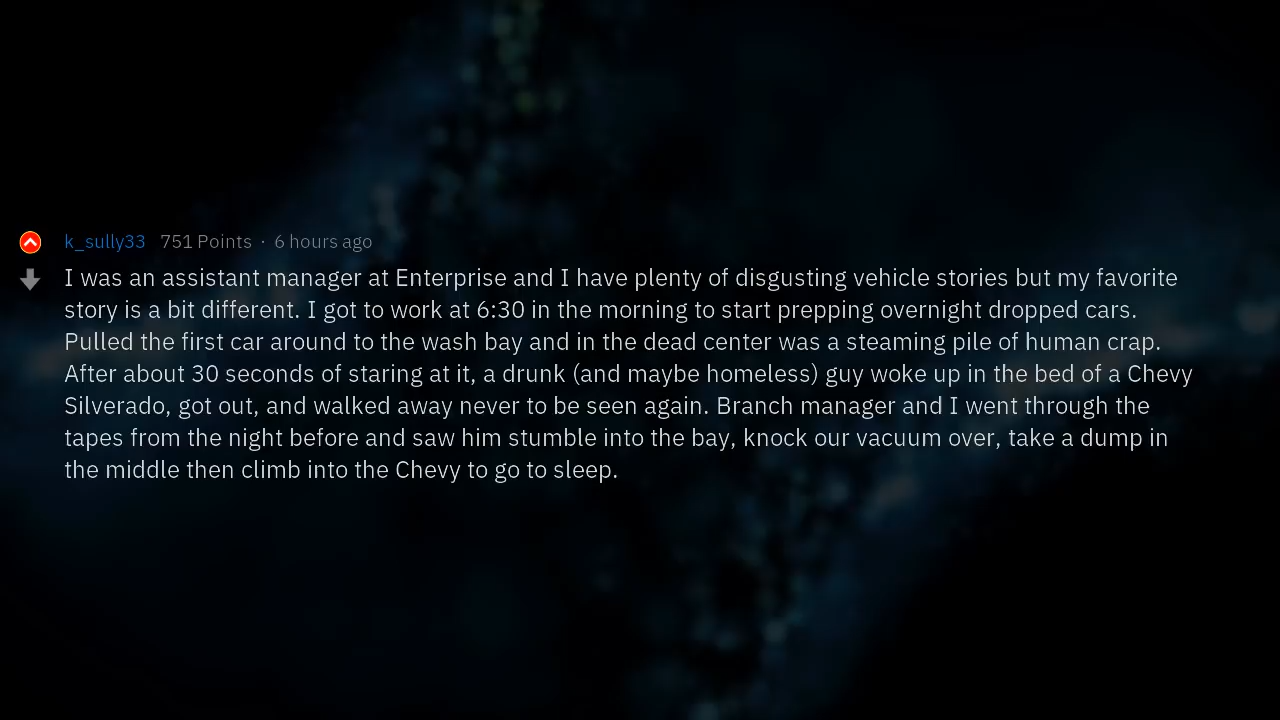 k_sully33 751 Points · 6 hours ago
I was an assistant manager at Enterprise and I have plenty of disgusting vehicle stories but my favorite
story is a bit different. I got to work at 6:30 in the morning to start prepping overnight dropped cars.
Pulled the first car around to the wash bay and in the dead center was a steaming pile of human crap.
After about 30 seconds of staring at it, a drunk (and maybe homeless) guy woke up in the bed of a Chevy
Silverado, got out, and walked away never to be seen again. Branch manager and I went through the
tapes from the night before and saw him stumble into the bay, knock our vacuum over, take a dump in
the middle then climb into the Chevy to go to sleep.